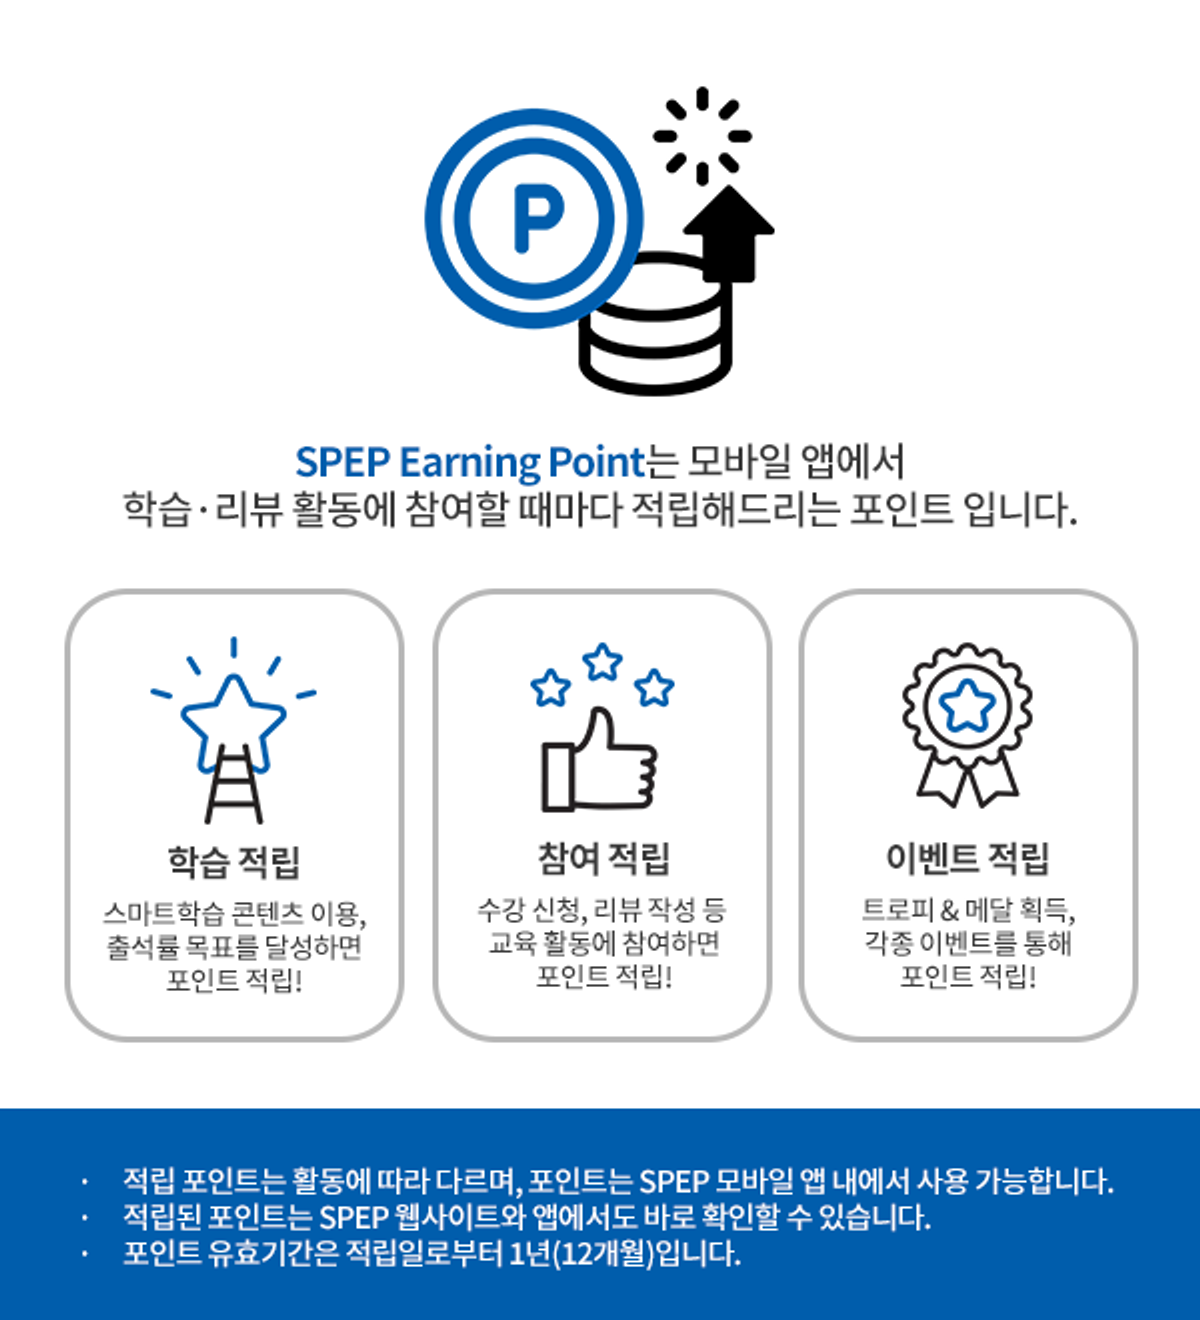 P
SPEP Earning Point는 모바일 앱에서
학습·리뷰 활동에 참여할 때마다 적립해드리는 포인트 입니다.
학습 적립
스마트학습 콘텐츠 이용,
출석률 목표를 달성하면
포인트 적립!
참여 적립
수강 신청, 리뷰 작성 등
교육 활동에 참여하면
포인트 적립!
이벤트 적립
트로피 & 메달 획득,
각종 이벤트를 통해
포인트 적립!
· 적립 포인트는 활동에 따라 다르며, 포인트는 SPEP 모바일 앱 내에서 사용 가능합니다.
· 적립된 포인트는 SPEP 웹사이트와 앱에서도 바로 확인할 수 있습니다.
· 포인트 유효기간은 적립일로부터 1년(12개월)입니다.